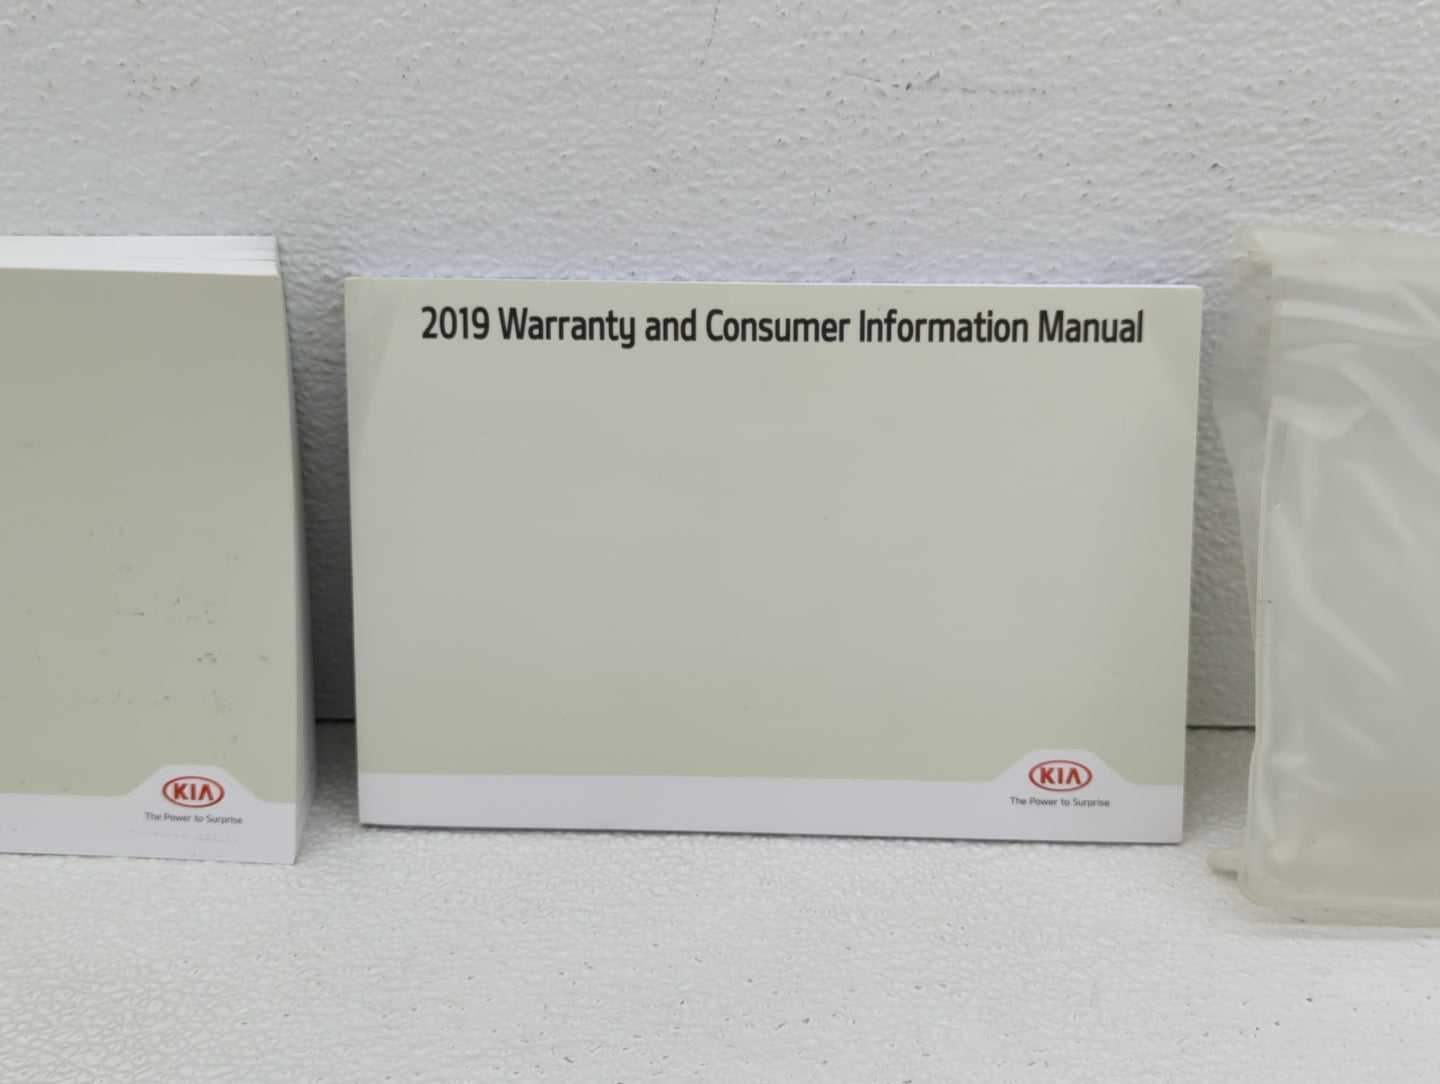 2019 Warranty and Consumer Information Manual
KIA
The Power to Surprise
KIA
The Power to Surprise